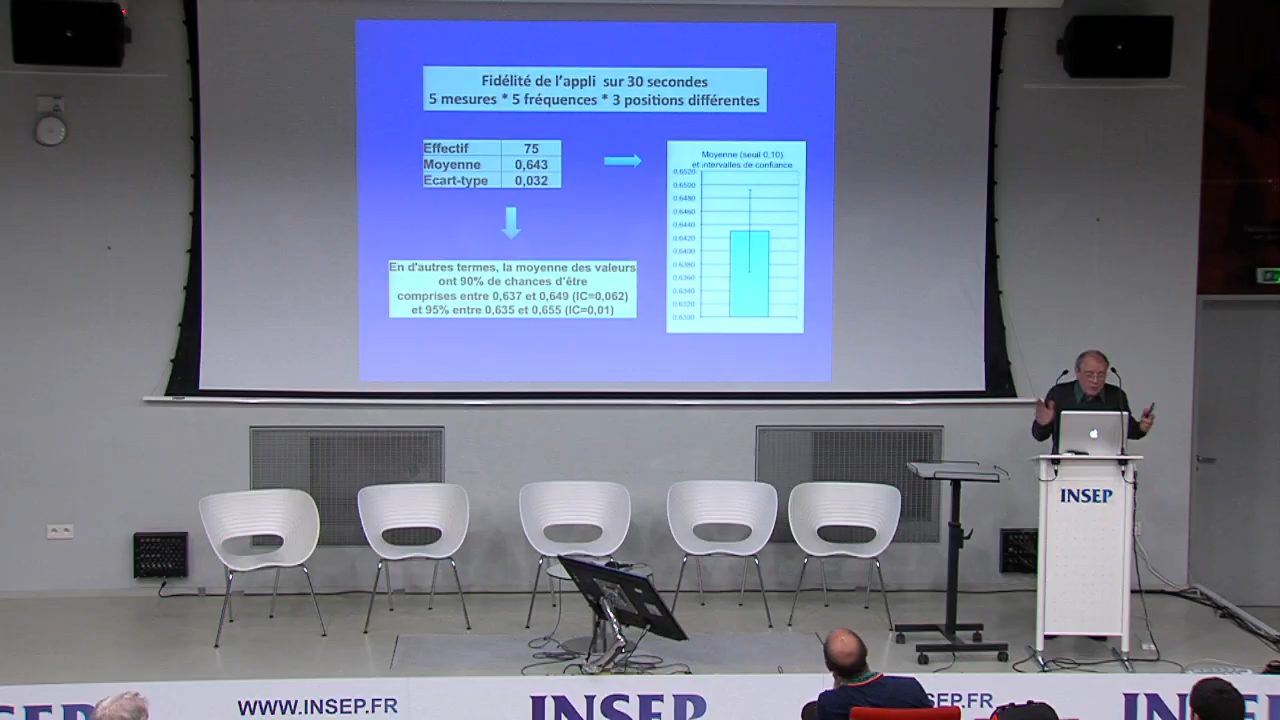 Fidélité de l'appli sur 30 secondes
5 mesures * 5 fréquences * 3 positions différentes
Effectif 75
Moyenne 0,643
Ecart-type 0,032
Moyenne (seuil 0,10)
et intervalles de confiance
0,6520
0,6500
0,6480
0,6460
0,6440
0,6420
0,6400
0,6380
0,6360
0,6340
0,6320
0,6300
En d'autres termes, la moyenne des valeurs
ont 90% de chances d'être
comprises entre 0,637 et 0,649 (IC=0,062)
et 95% entre 0,635 et 0,655 (IC=0,01)
INSEP
WWW.INSEP.FR
INSEP
SEP.FR